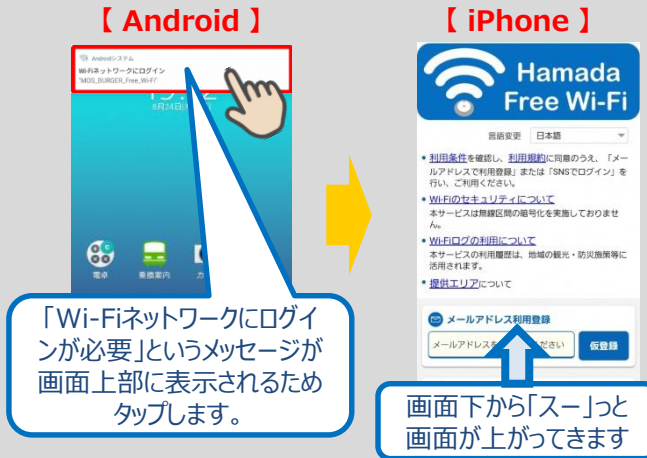 【 Android 】
【 iPhone 】
Androidシステム
Wi-Fiネットワークにログイン
"MOS_BURGER_Free_Wi-Fi"
8月24日
電卓
乗換案内
「Wi-Fiネットワークにログイ
ンが必要」というメッセージが
画面上部に表示されるため
タップします。
Hamada
Free Wi-Fi
言語変更 日本語
• 利用条件を確認し、利用規約に同意のうえ、「メー
ルアドレスで利用登録」または「SNSでログイン」を
行い、ご利用ください。
• Wi-Fiのセキュリティについて
本サービスは無線区間の暗号化を実施しておりませ
ん。
• Wi-Fiログの利用について
本サービスの利用履歴は、地域の観光・防災施策等に
活用されます。
• 提供エリアについて
メールアドレス利用登録
メールアドレスを ださい 仮登録
画面下から「スー」っと
画面が上がってきます